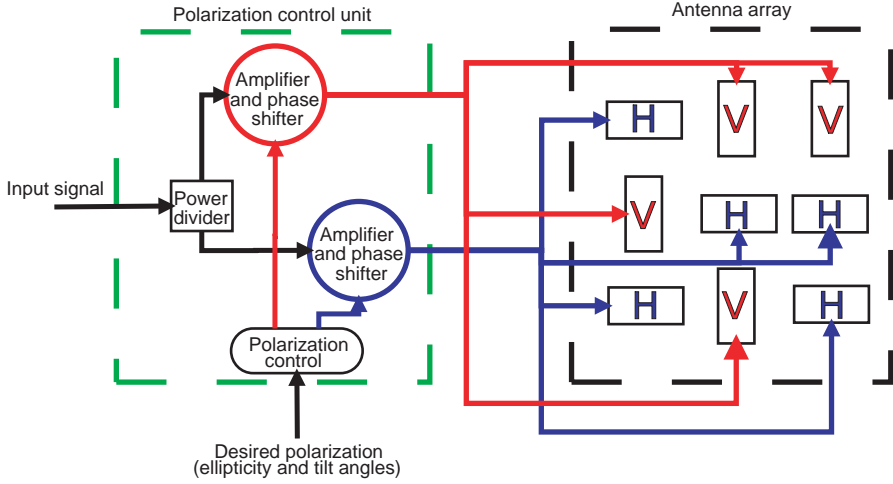 Polarization control unit
Antenna array
Amplifier
and phase
shifter
H
V
V
Input signal
Power
divider
V
H
H
Amplifier
and phase
shifter
H
V
H
Polarization
control
Desired polarization
(ellipticity and tilt angles)